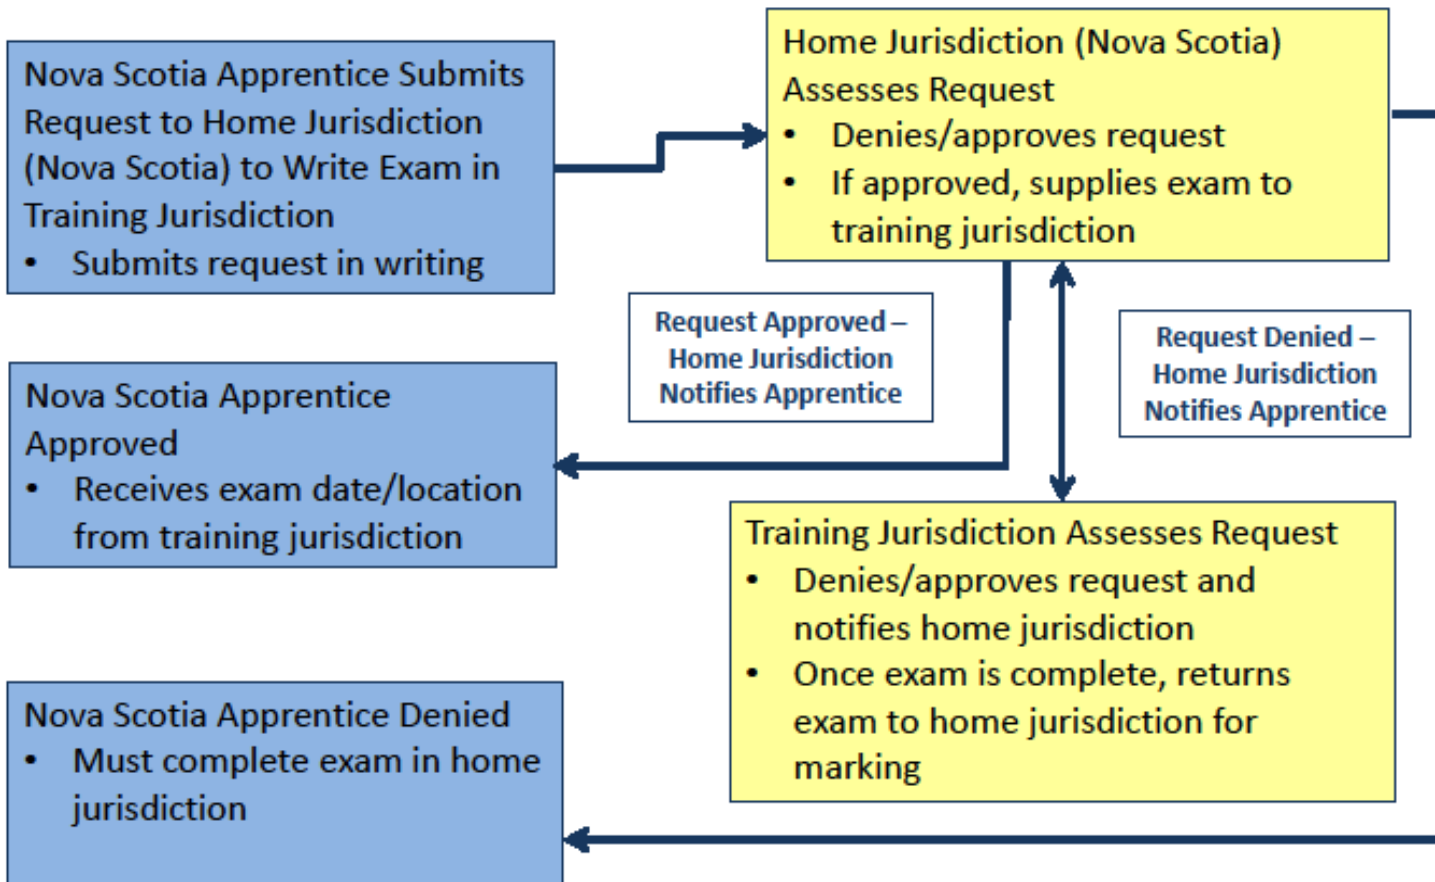 Nova Scotia Apprentice Submits
Request to Home Jurisdiction
(Nova Scotia) to Write Exam in
Training Jurisdiction
• Submits request in writing
Home Jurisdiction (Nova Scotia)
Assesses Request
• Denies/approves request
• If approved, supplies exam to
training jurisdiction
Request Approved –
Home Jurisdiction
Notifies Apprentice
Request Denied –
Home Jurisdiction
Notifies Apprentice
Nova Scotia Apprentice
Approved
• Receives exam date/location
from training jurisdiction
Training Jurisdiction Assesses Request
• Denies/approves request and
notifies home jurisdiction
• Once exam is complete, returns
exam to home jurisdiction for
marking
Nova Scotia Apprentice Denied
• Must complete exam in home
jurisdiction